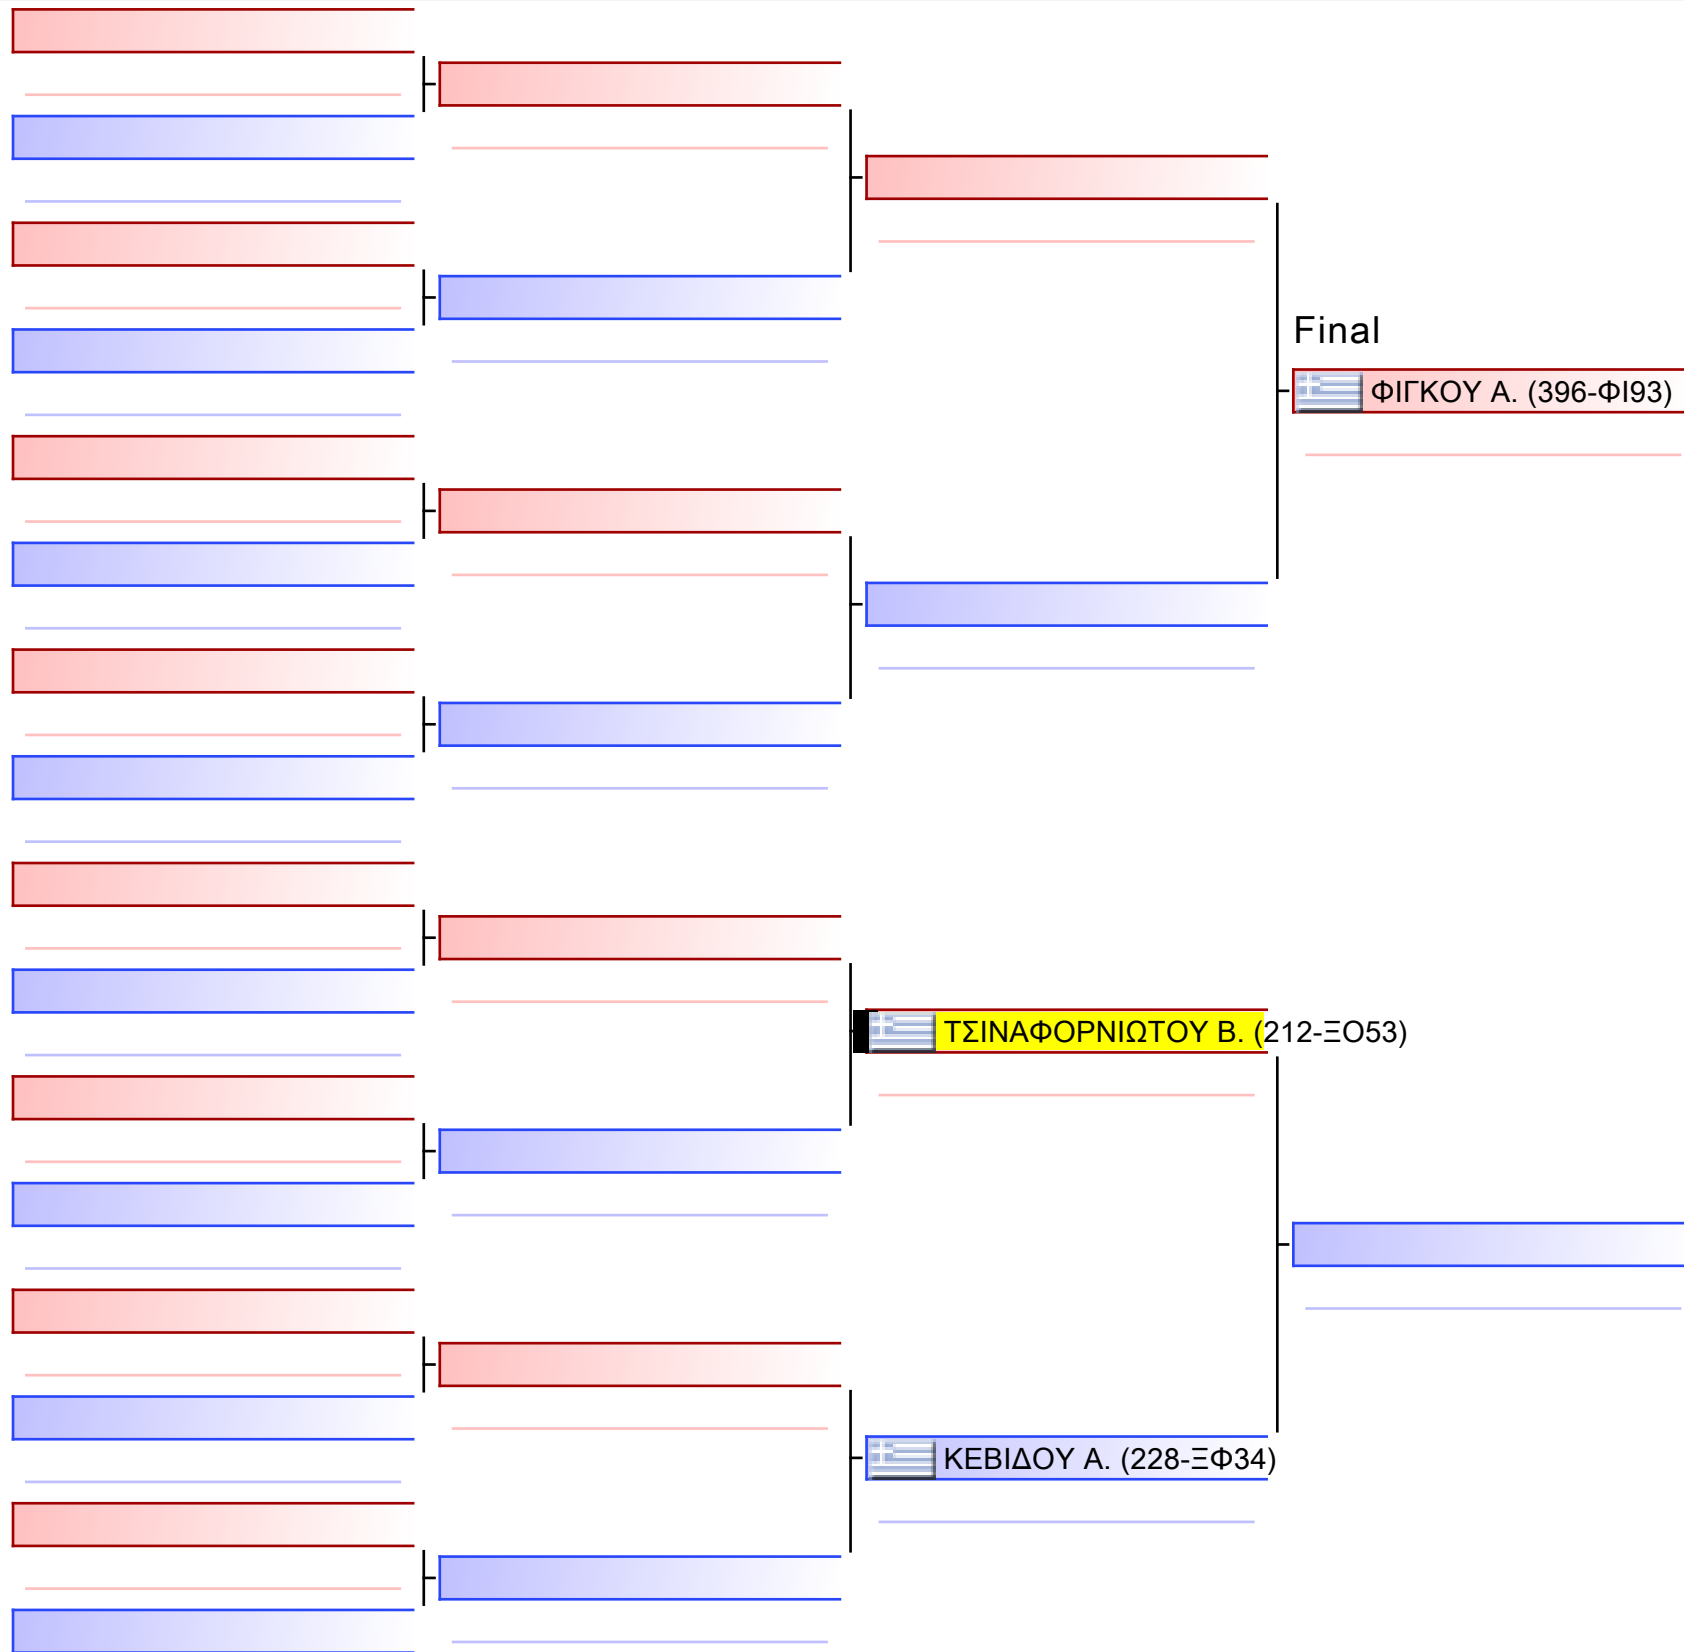 Final
ΦΙΓΚΟΥ Α. (396-ΦΙ93)
ΤΣΙΝΑΦΟΡΝΙΩΤΟΥ Β. (212-ΞΟ53)
ΚΕΒΙΔΟΥ Α. (228-ΞΦ34)